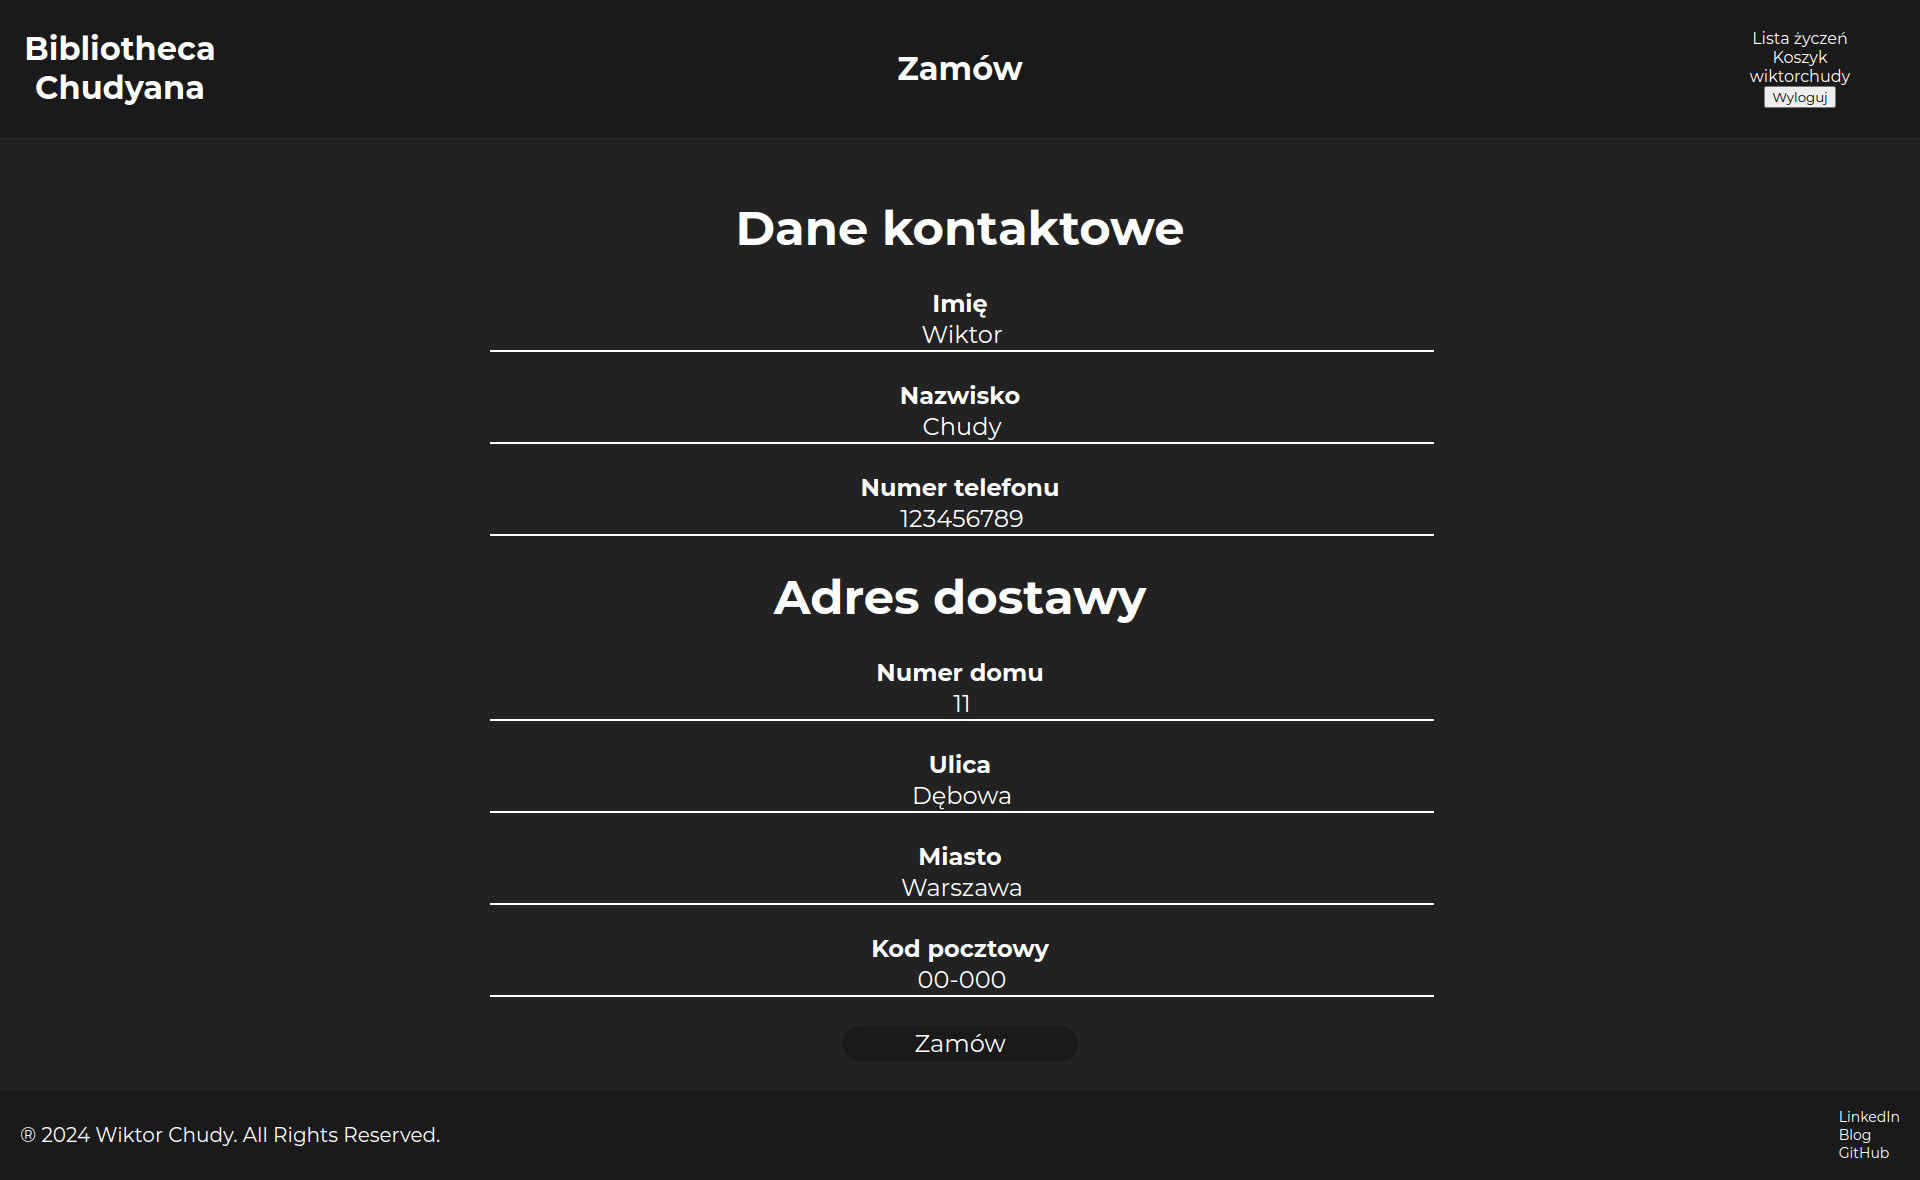 Bibliotheca
Chudyana
Zamów
Lista życzeń
Koszyk
wiktorchudy
Wyloguj
Dane kontaktowe
Imię
Wiktor
Nazwisko
Chudy
Numer telefonu
123456789
Adres dostawy
Numer domu
11
Ulica
Dębowa
Miasto
Warszawa
Kod pocztowy
00-000
Zamów
® 2024 Wiktor Chudy. All Rights Reserved.
LinkedIn
Blog
GitHub